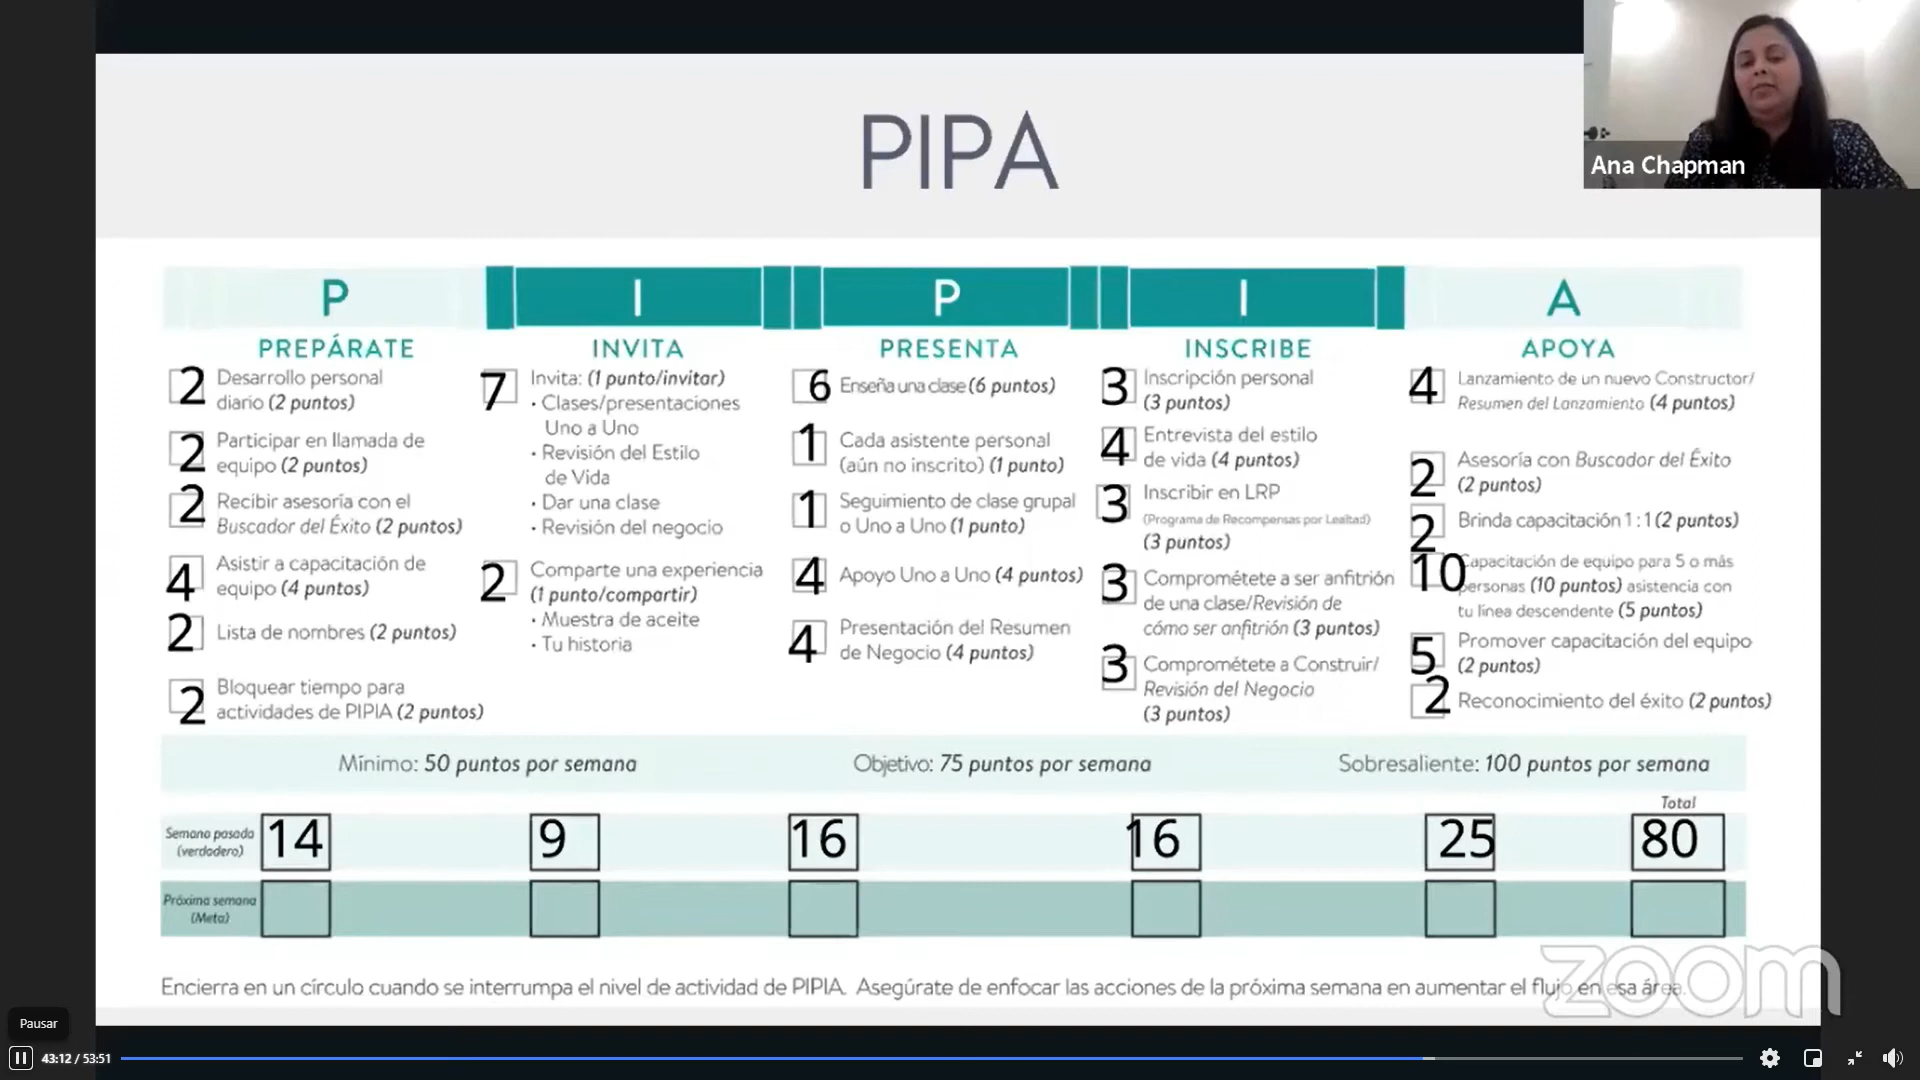 Ana Chapman
PIPA
P
I
P
I
A
PREPÁRATE
2
Desarrollo personal
diario (2 puntos)
2
Participar en llamada de
equipo (2 puntos)
2
Recibir asesoría con el
Buscador del Éxito (2 puntos)
4
Asistir a capacitación de
equipo (4 puntos)
2
Lista de nombres (2 puntos)
2
Bloquear tiempo para
actividades de PIPIA (2 puntos)
INVITA
7
Invita: (1 punto/invitar)
• Clases/presentaciones
Uno a Uno
• Revisión del Estilo
de Vida
• Dar una clase
• Revisión del negocio
2
Comparte una experiencia
(1 punto/compartir)
• Muestra de aceite
• Tu historia
PRESENTA
6
Enseña una clase (6 puntos)
1
Cada asistente personal
(aún no inscrito) (1 punto)
1
Seguimiento de clase grupal
o Uno a Uno (1 punto)
4
Apoyo Uno a Uno (4 puntos)
4
Presentación del Resumen
de Negocio (4 puntos)
INSCRIBE
3
Inscripción personal
(3 puntos)
4
Entrevista del estilo
de vida (4 puntos)
3
Inscribir en LRP
(Programa de Recompensas por Lealtad)
(3 puntos)
3
Comprométete a ser anfitrión
de una clase/Revisión de
cómo ser anfitrión (3 puntos)
3
Comprométete a Construir/
Revisión del Negocio
(3 puntos)
APOYA
4
Lanzamiento de un nuevo Constructor/
Resumen del Lanzamiento (4 puntos)
2
Asesoría con Buscador del Éxito
(2 puntos)
2
Brinda capacitación 1 : 1 (2 puntos)
10
Capacitación de equipo para 5 o más
personas (10 puntos) asistencia con
tu línea descendente (5 puntos)
5
Promover capacitación del equipo
(2 puntos)
2
Reconocimiento del éxito (2 puntos)
Mínimo: 50 puntos por semana
Objetivo: 75 puntos por semana
Sobresaliente: 100 puntos por semana
Total
Semana pasada
(verdadero)
14
9
16
16
25
80
Próxima semana
(Meta)
Encierra en un círculo cuando se interrumpa el nivel de actividad de PIPIA. Asegúrate de enfocar las acciones de la próxima semana en aumentar el flujo en esa área.
zoom
Pausar
43:12 / 53:51